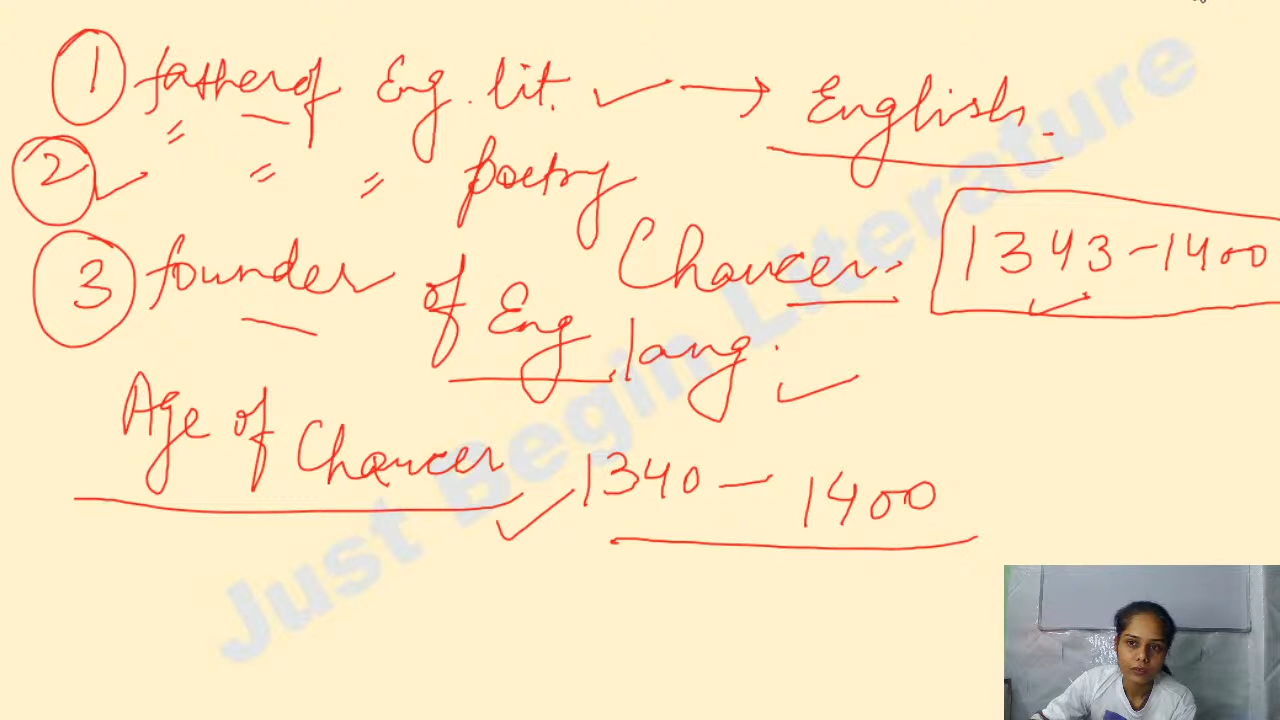 1 father of Eng. lit. → English.
2 " " " poetry
Chaucer. 1343-1400
3 founder of Eng. lang.
Age of Chaucer 1340 - 1400
Just Begin Literature